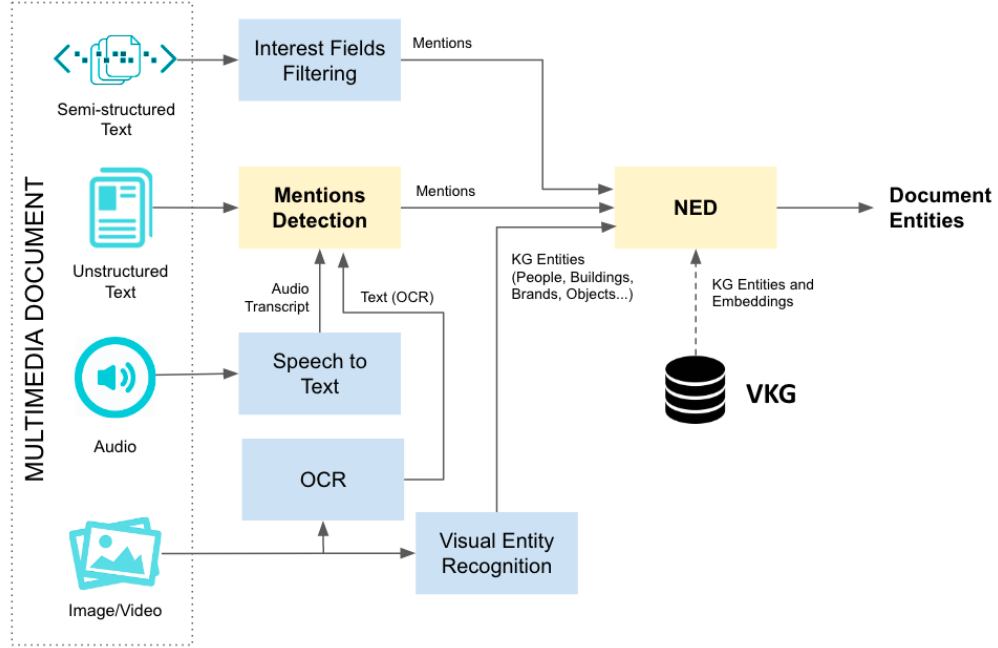 MULTIMEDIA DOCUMENT
Semi-structured
Text
Interest Fields
Filtering
Mentions
Unstructured
Text
Mentions
Detection
Mentions
NED
Document
Entities
Audio
Transcript
Text (OCR)
KG Entities
(People, Buildings,
Brands, Objects...)
KG Entities and
Embeddings
Audio
Speech to
Text
VKG
OCR
Image/Video
Visual Entity
Recognition